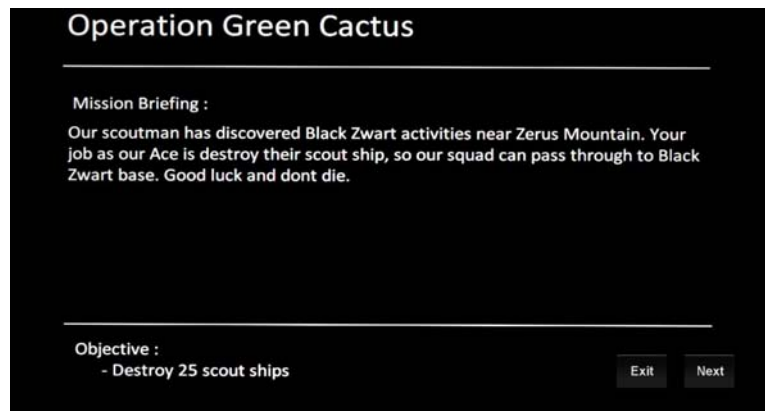 Operation Green Cactus
Mission Briefing :
Our scoutman has discovered Black Zwart activities near Zerus Mountain. Your
job as our Ace is destroy their scout ship, so our squad can pass through to Black
Zwart base. Good luck and dont die.
Objective :
- Destroy 25 scout ships
Exit
Next